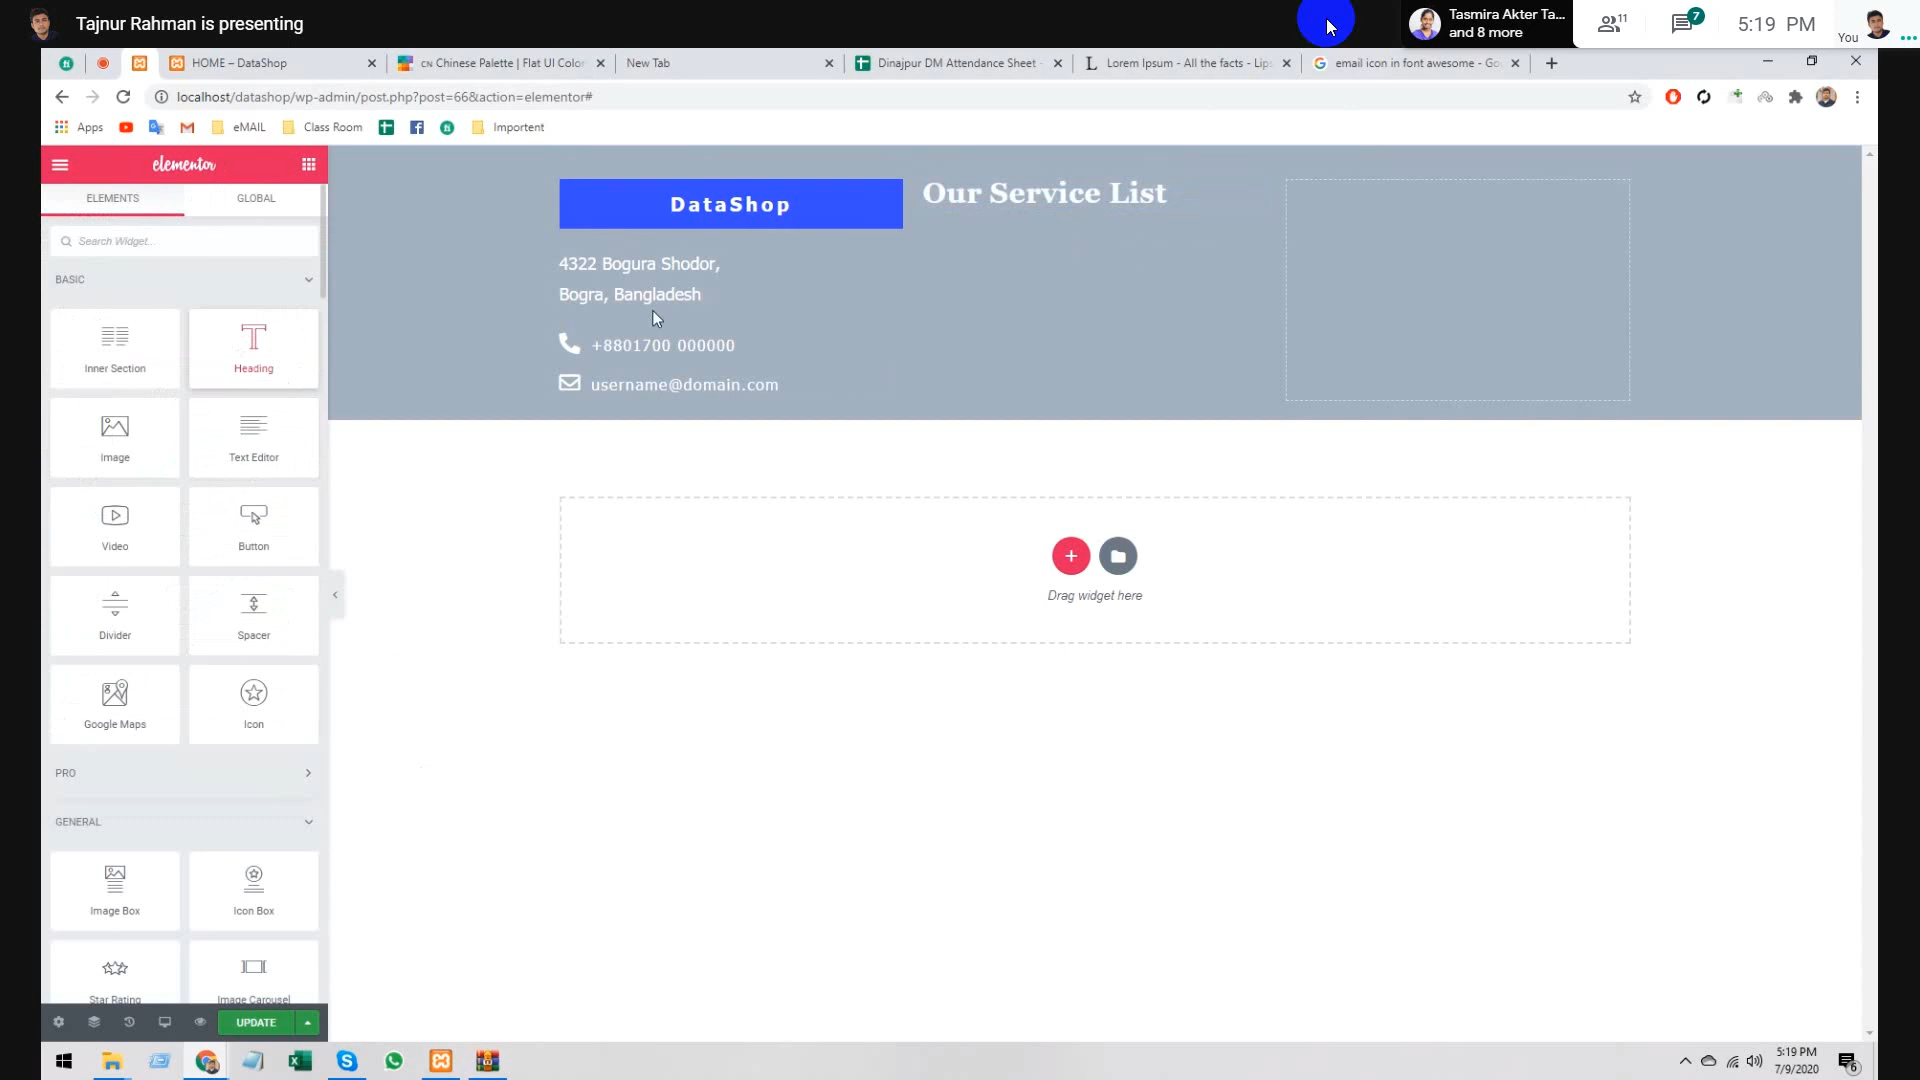 Tajnur Rahman is presenting
Tasmira Akter Ta...
and 8 more
11
7
5:19 PM
You
HOME – DataShop
CN Chinese Palette | Flat UI Color
New Tab
Dinajpur DM Attendance Sheet -
Lorem Ipsum - All the facts - Lips
email icon in font awesome - Go
localhost/datashop/wp-admin/post.php?post=66&action=elementor#
Apps
eMAIL
Class Room
Importent
elementor
ELEMENTS
GLOBAL
Search Widget...
BASIC
Inner Section
Heading
Image
Text Editor
Video
Button
Divider
Spacer
Google Maps
Icon
PRO
GENERAL
Image Box
Icon Box
Star Rating
Image Carousel
UPDATE
DataShop
4322 Bogura Shodor,
Bogra, Bangladesh
+8801700 000000
username@domain.com
Our Service List
Drag widget here
5:19 PM
7/9/2020
6